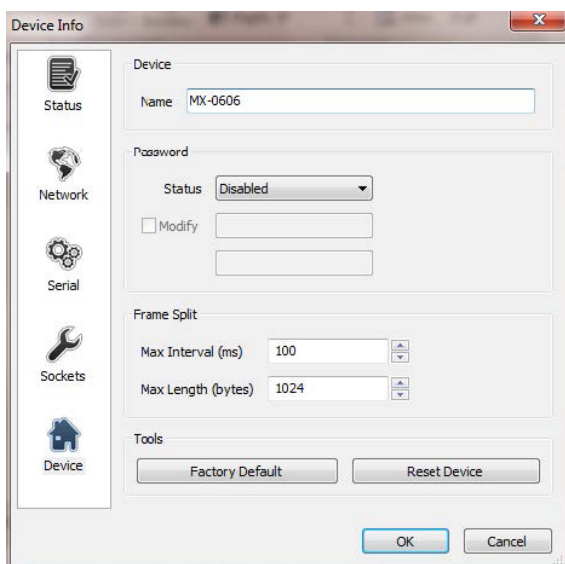 Device Info
Status
Network
Serial
Sockets
Device
Device
Name MX-0606
Password
Status Disabled
Modify
Frame Split
Max Interval (ms) 100
Max Length (bytes) 1024
Tools
Factory Default Reset Device
OK Cancel